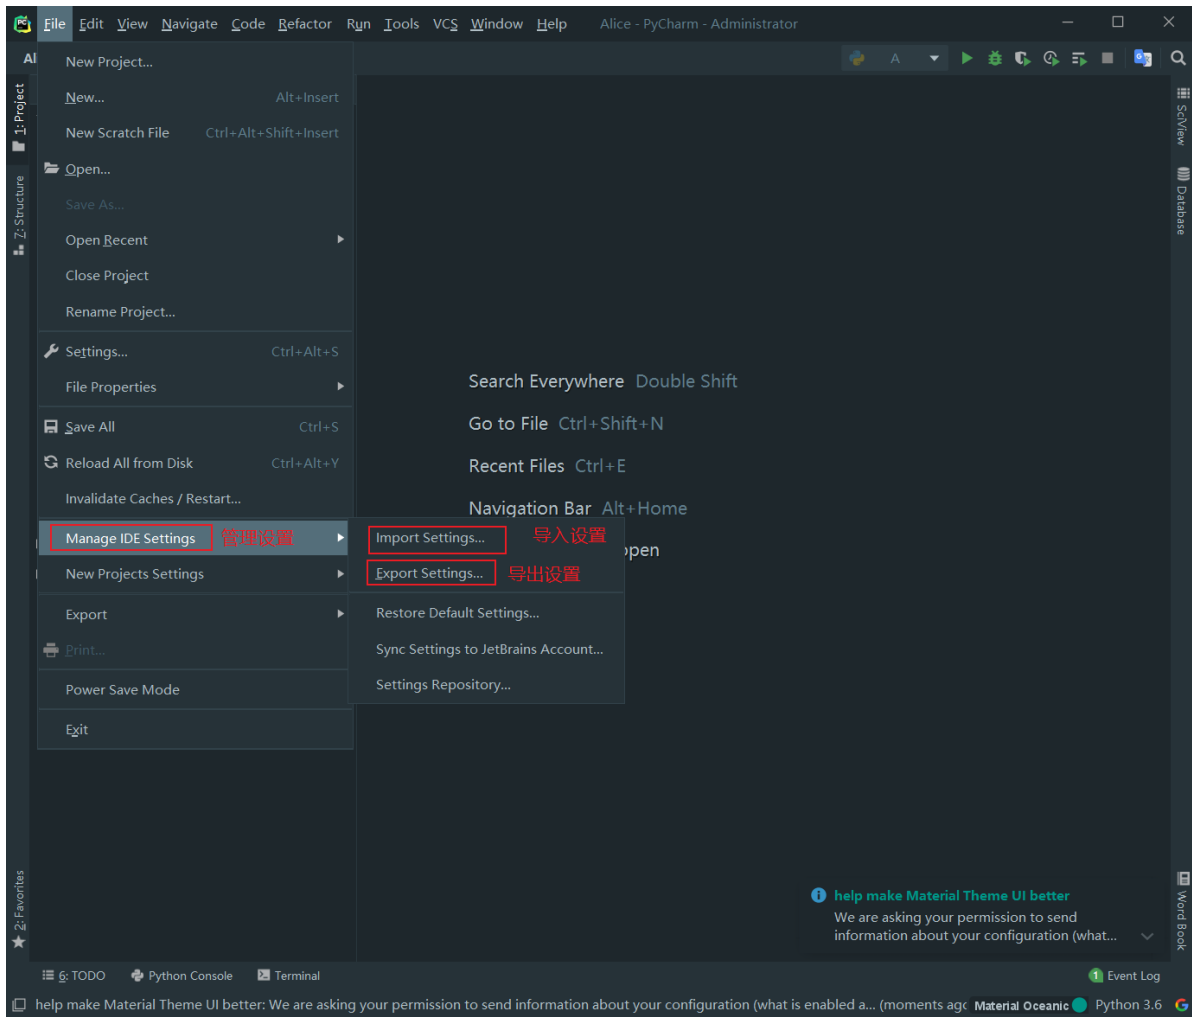 File Edit View Navigate Code Refactor Run Tools VCS Window Help Alice - PyCharm - Administrator
Al
A
New Project...
New... Alt+Insert
New Scratch File Ctrl+Alt+Shift+Insert
Open...
Save As...
Open Recent
Close Project
Rename Project...
Settings... Ctrl+Alt+S
File Properties
Save All Ctrl+S
Reload All from Disk Ctrl+Alt+Y
Invalidate Caches / Restart...
Manage IDE Settings 管理设置
New Projects Settings
Export
Print...
Power Save Mode
Exit
Import Settings... 导入设置
Export Settings... 导出设置
Restore Default Settings...
Sync Settings to JetBrains Account...
Settings Repository...
Search Everywhere Double Shift
Go to File Ctrl+Shift+N
Recent Files Ctrl+E
Navigation Bar Alt+Home
open
1: Project
Z: Structure
2: Favorites
SciView
Database
Word Book
help make Material Theme UI better
We are asking your permission to send
information about your configuration (what...
6: TODO Python Console Terminal 1 Event Log
help make Material Theme UI better: We are asking your permission to send information about your configuration (what is enabled a... (moments agc Material Oceanic Python 3.6